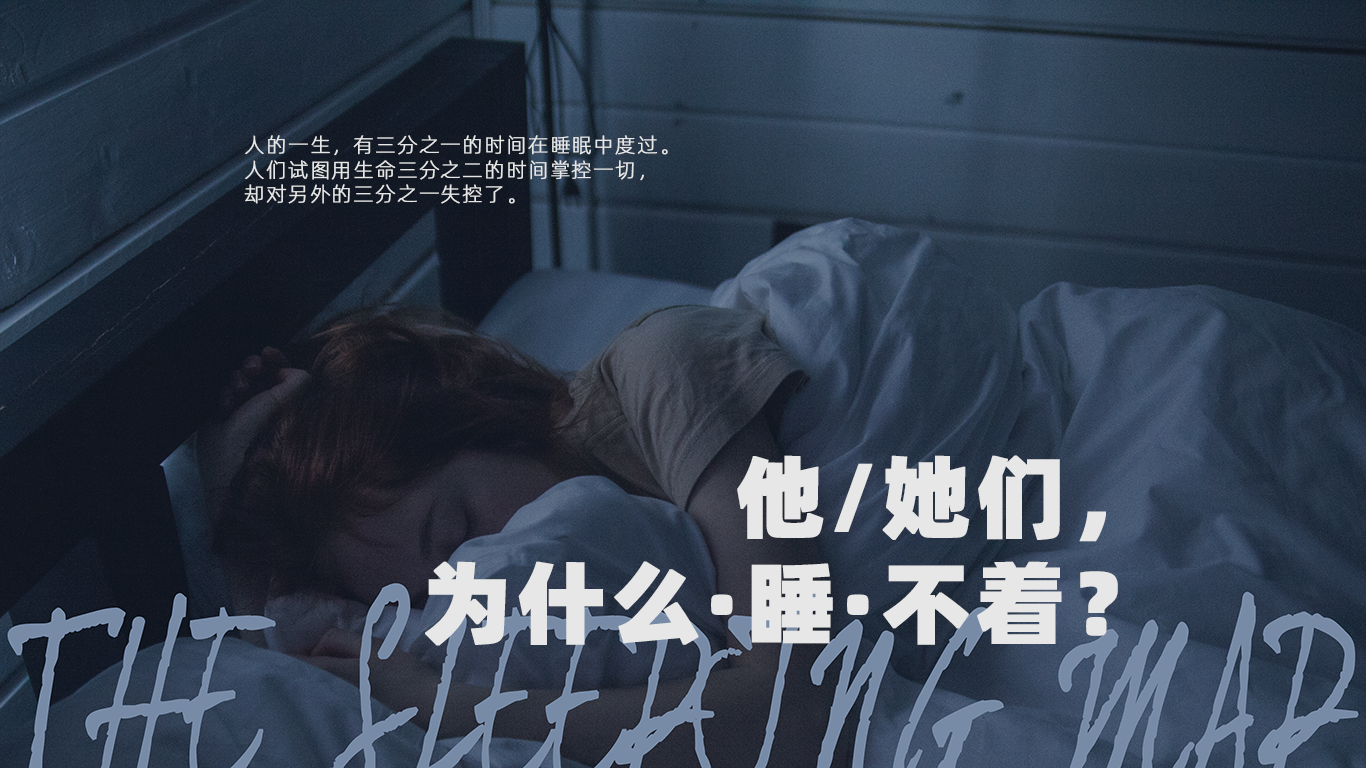 人的一生，有三分之一的时间在睡眠中度过。
人们试图用生命三分之二的时间掌控一切，
却对另外的三分之一失控了。
他/她们，
为什么·睡·不着？
THE SLEEPING MAP